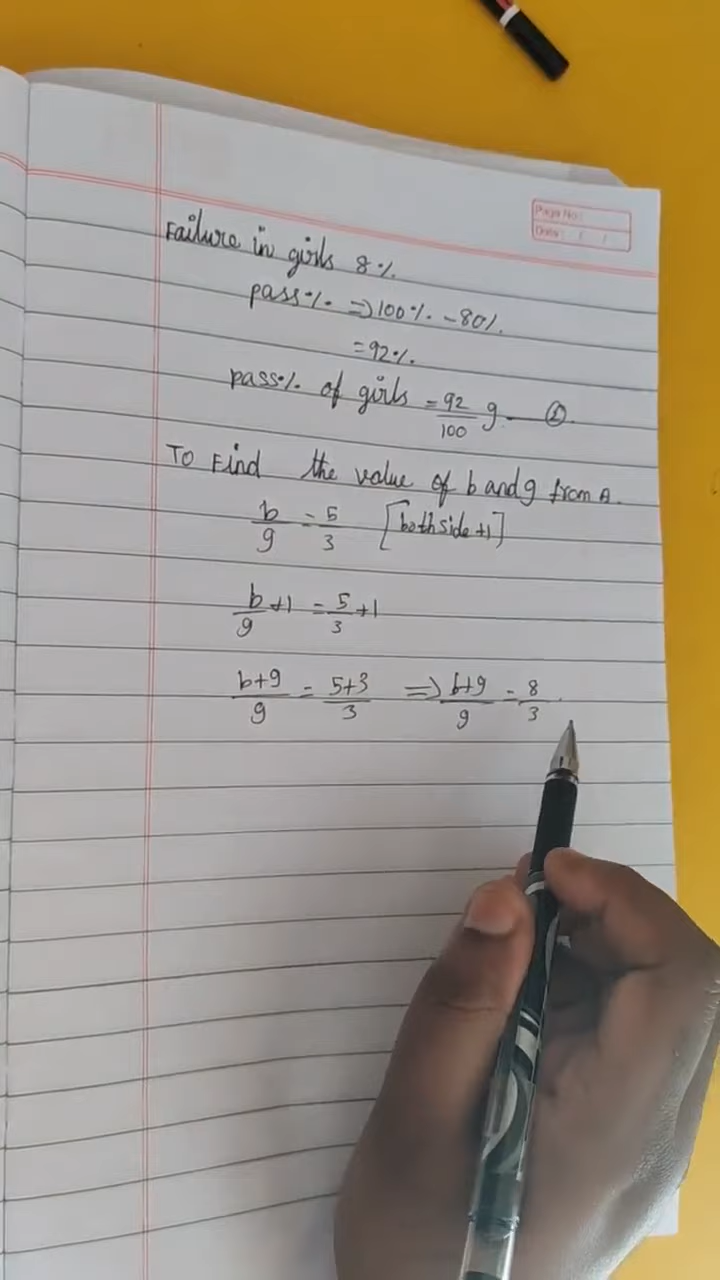 Page No:
Date: / /
Failure in girls 8%
pass% => 100% - 80%.
= 92%.
pass% of girls = 92/100 g — ②
To Find the value of b and g from A.
b/g = 5/3 [both side +1]
b/g + 1 = 5/3 + 1
b+g/g = 5+3/3 => b+g/g = 8/3